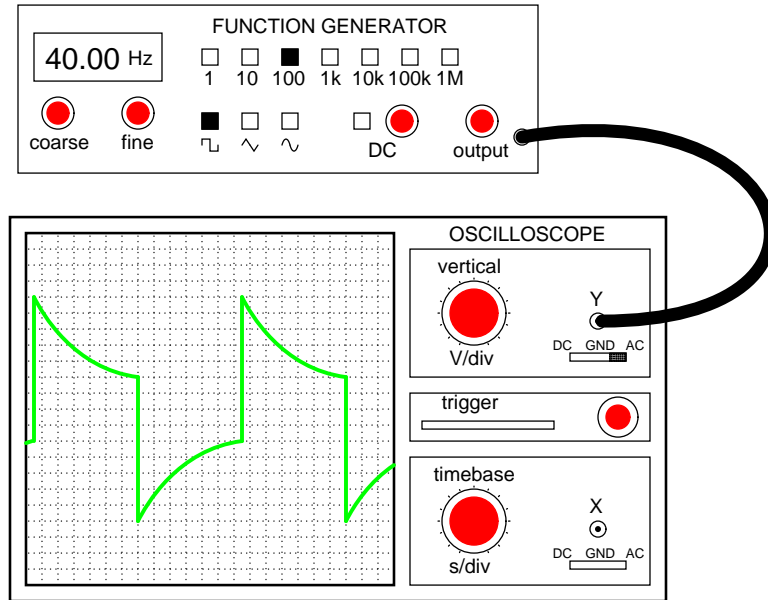 FUNCTION GENERATOR
40.00 Hz
1 10 100 1k 10k 100k 1M
coarse fine DC output
OSCILLOSCOPE
vertical
Y
DC GND AC
V/div
trigger
timebase
X
DC GND AC
s/div